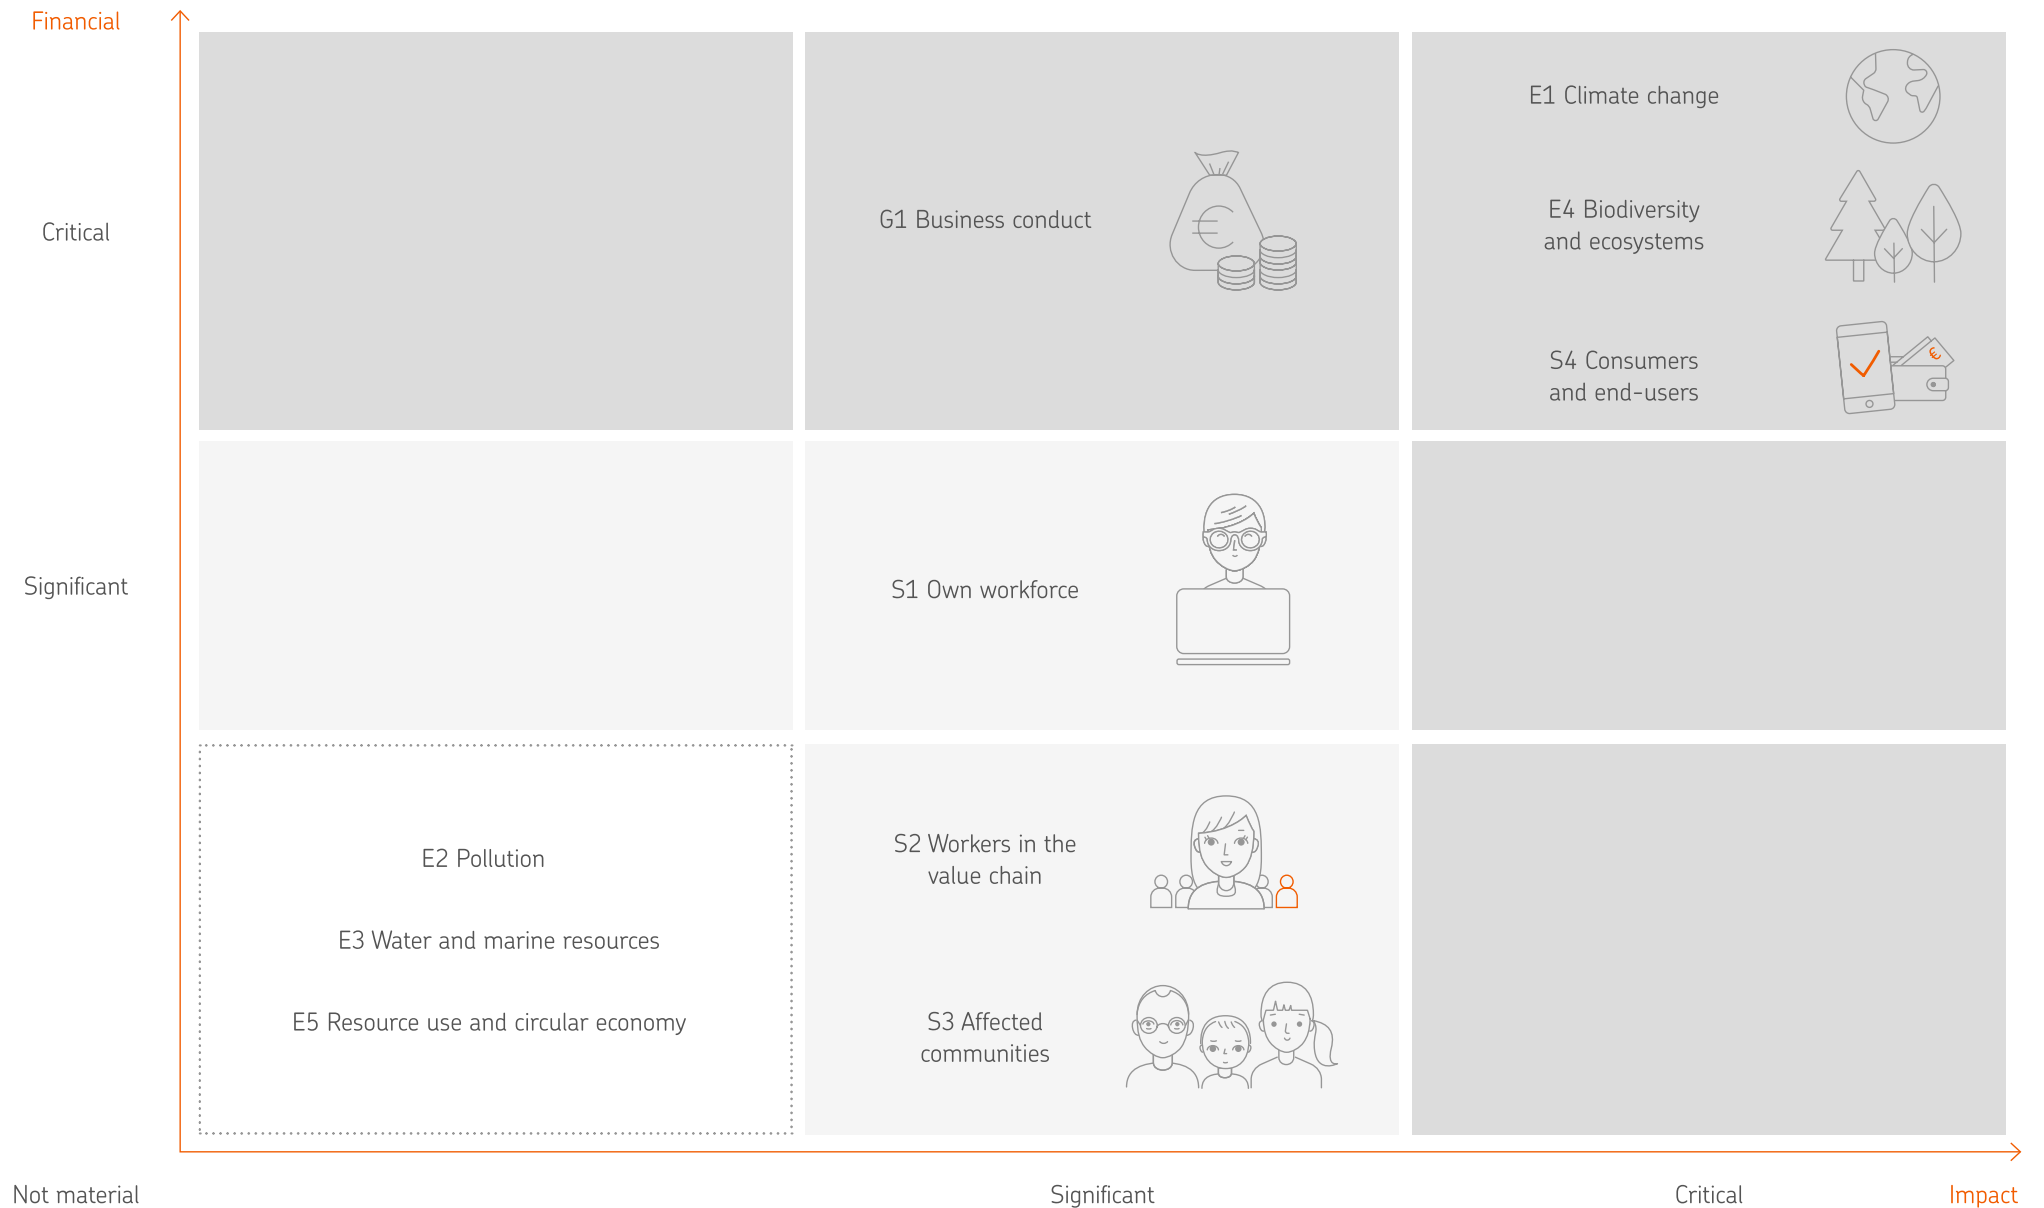 Financial
E1 Climate change
G1 Business conduct
E4 Biodiversity
and ecosystems
Critical
S4 Consumers
and end-users
€
Significant
S1 Own workforce
S2 Workers in the
value chain
E2 Pollution
E3 Water and marine resources
E5 Resource use and circular economy
S3 Affected
communities
Not material
Significant
Critical
Impact